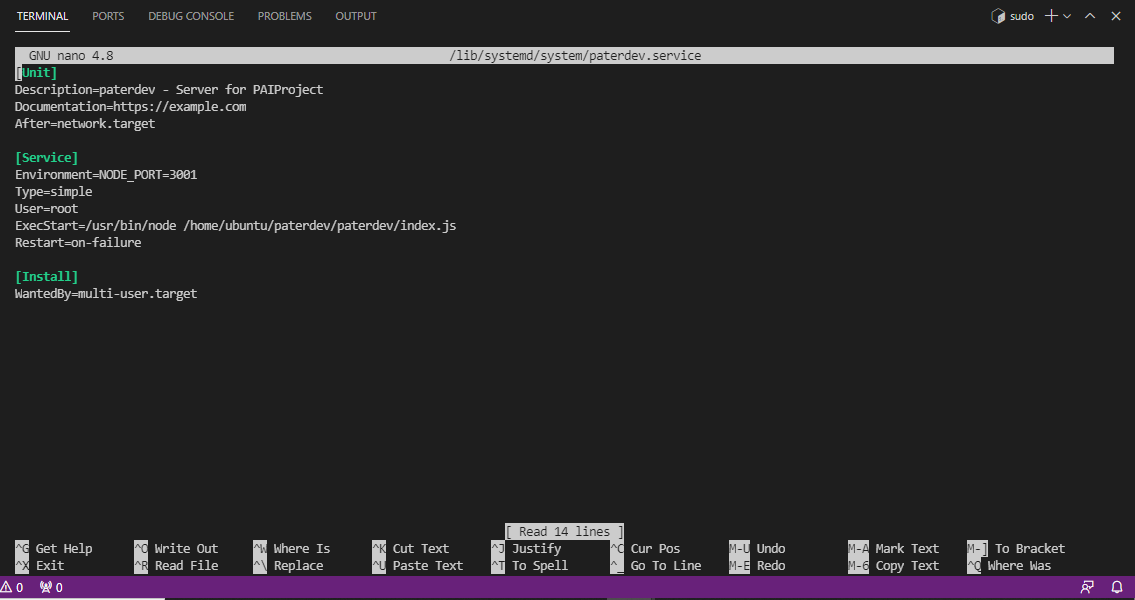 TERMINAL PORTS DEBUG CONSOLE PROBLEMS OUTPUT sudo
GNU nano 4.8 /lib/systemd/system/paterdev.service
[Unit]
Description=paterdev - Server for PAIProject
Documentation=https://example.com
After=network.target
[Service]
Environment=NODE_PORT=3001
Type=simple
User=root
ExecStart=/usr/bin/node /home/ubuntu/paterdev/paterdev/index.js
Restart=on-failure
[Install]
WantedBy=multi-user.target
[ Read 14 lines ]
^G Get Help ^O Write Out ^W Where Is ^K Cut Text ^J Justify ^C Cur Pos M-U Undo M-A Mark Text M-] To Bracket
^X Exit ^R Read File ^\ Replace ^U Paste Text ^T To Spell ^_ Go To Line M-E Redo M-6 Copy Text ^Q Where Was
0 0